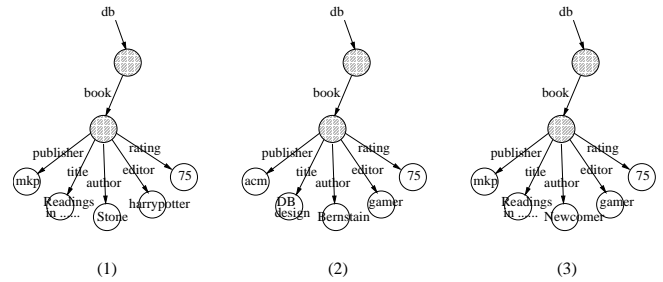 db
db
db
book
book
book
publisher
title
author
editor
rating
mkp
Readings
in ......
Stone
harrypotter
75
publisher
title
author
editor
rating
acm
DB
design
Bernstain
gamer
75
publisher
title
author
editor
rating
mkp
Readings
in ......
Newcomer
gamer
75
(1)
(2)
(3)